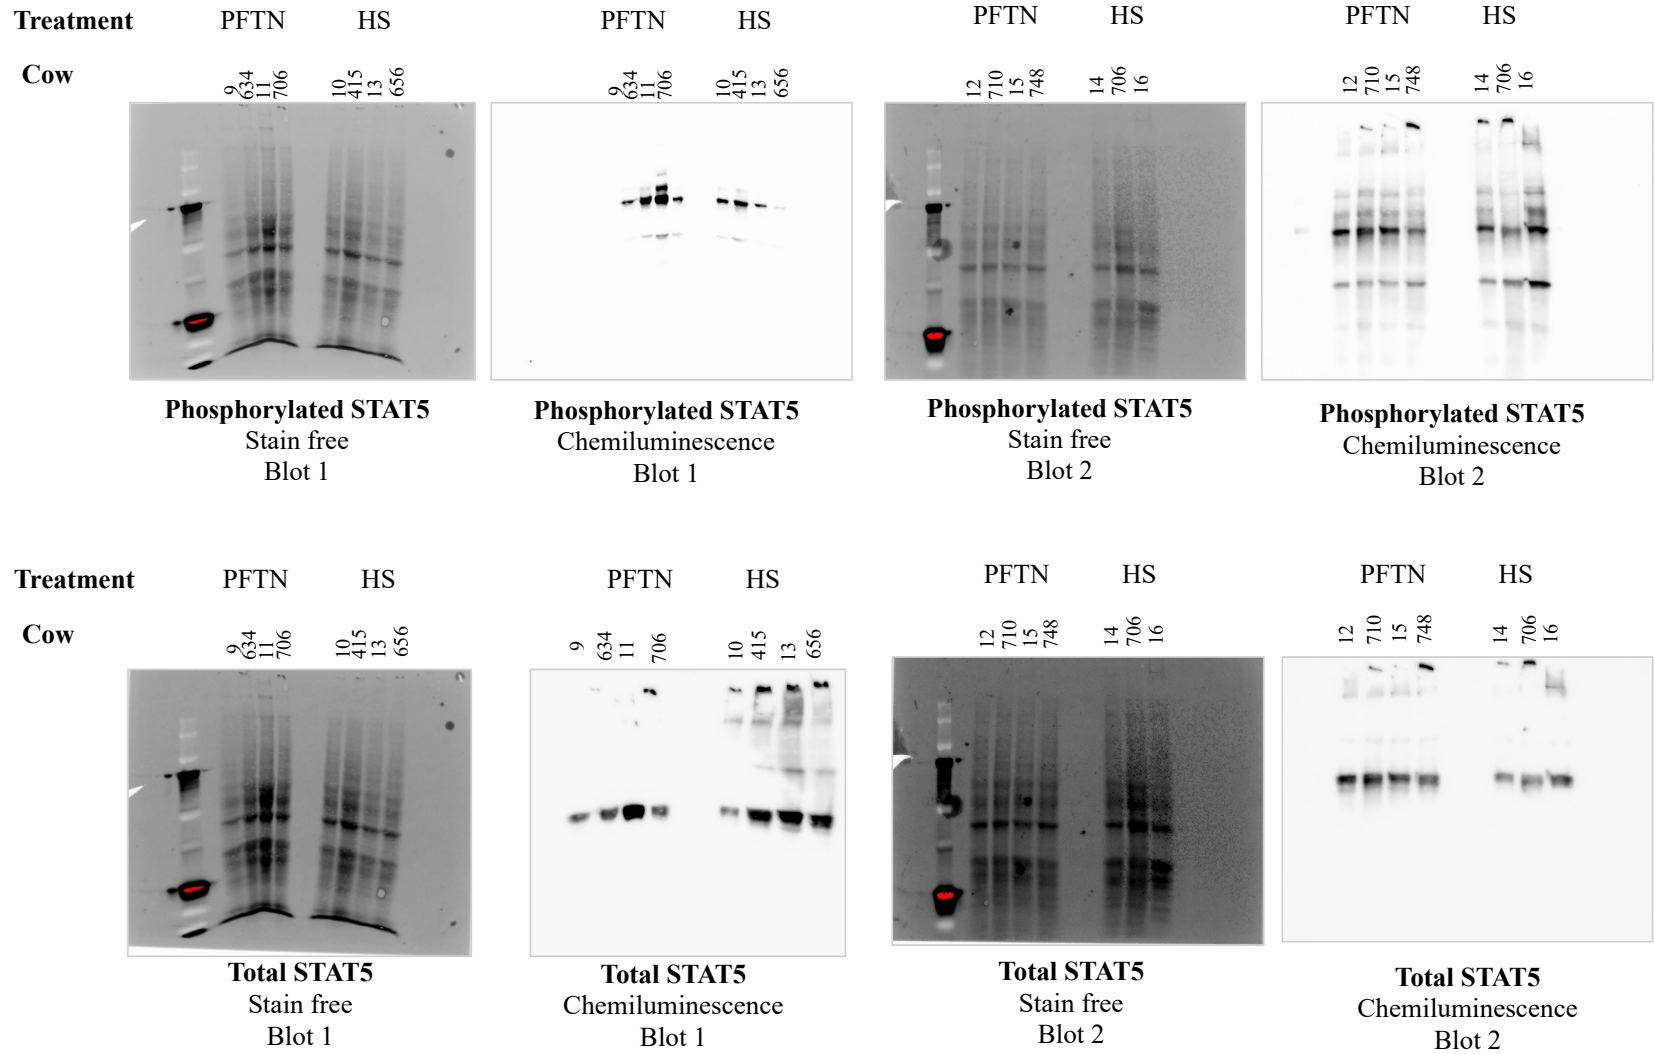 Treatment PFTN HS PFTN HS PFTN HS PFTN HS
Cow 9 634 11 706 10 415 13 656 9 634 11 706 10 415 13 656 12 710 15 748 14 706 16 12 710 15 748 14 706 16
Phosphorylated STAT5
Stain free
Blot 1
Phosphorylated STAT5
Chemiluminescence
Blot 1
Phosphorylated STAT5
Stain free
Blot 2
Phosphorylated STAT5
Chemiluminescence
Blot 2
Treatment PFTN HS PFTN HS PFTN HS PFTN HS
Cow 9 634 11 706 10 415 13 656 9 634 11 706 10 415 13 656 12 710 15 748 14 706 16 12 710 15 748 14 706 16
Total STAT5
Stain free
Blot 1
Total STAT5
Chemiluminescence
Blot 1
Total STAT5
Stain free
Blot 2
Total STAT5
Chemiluminescence
Blot 2